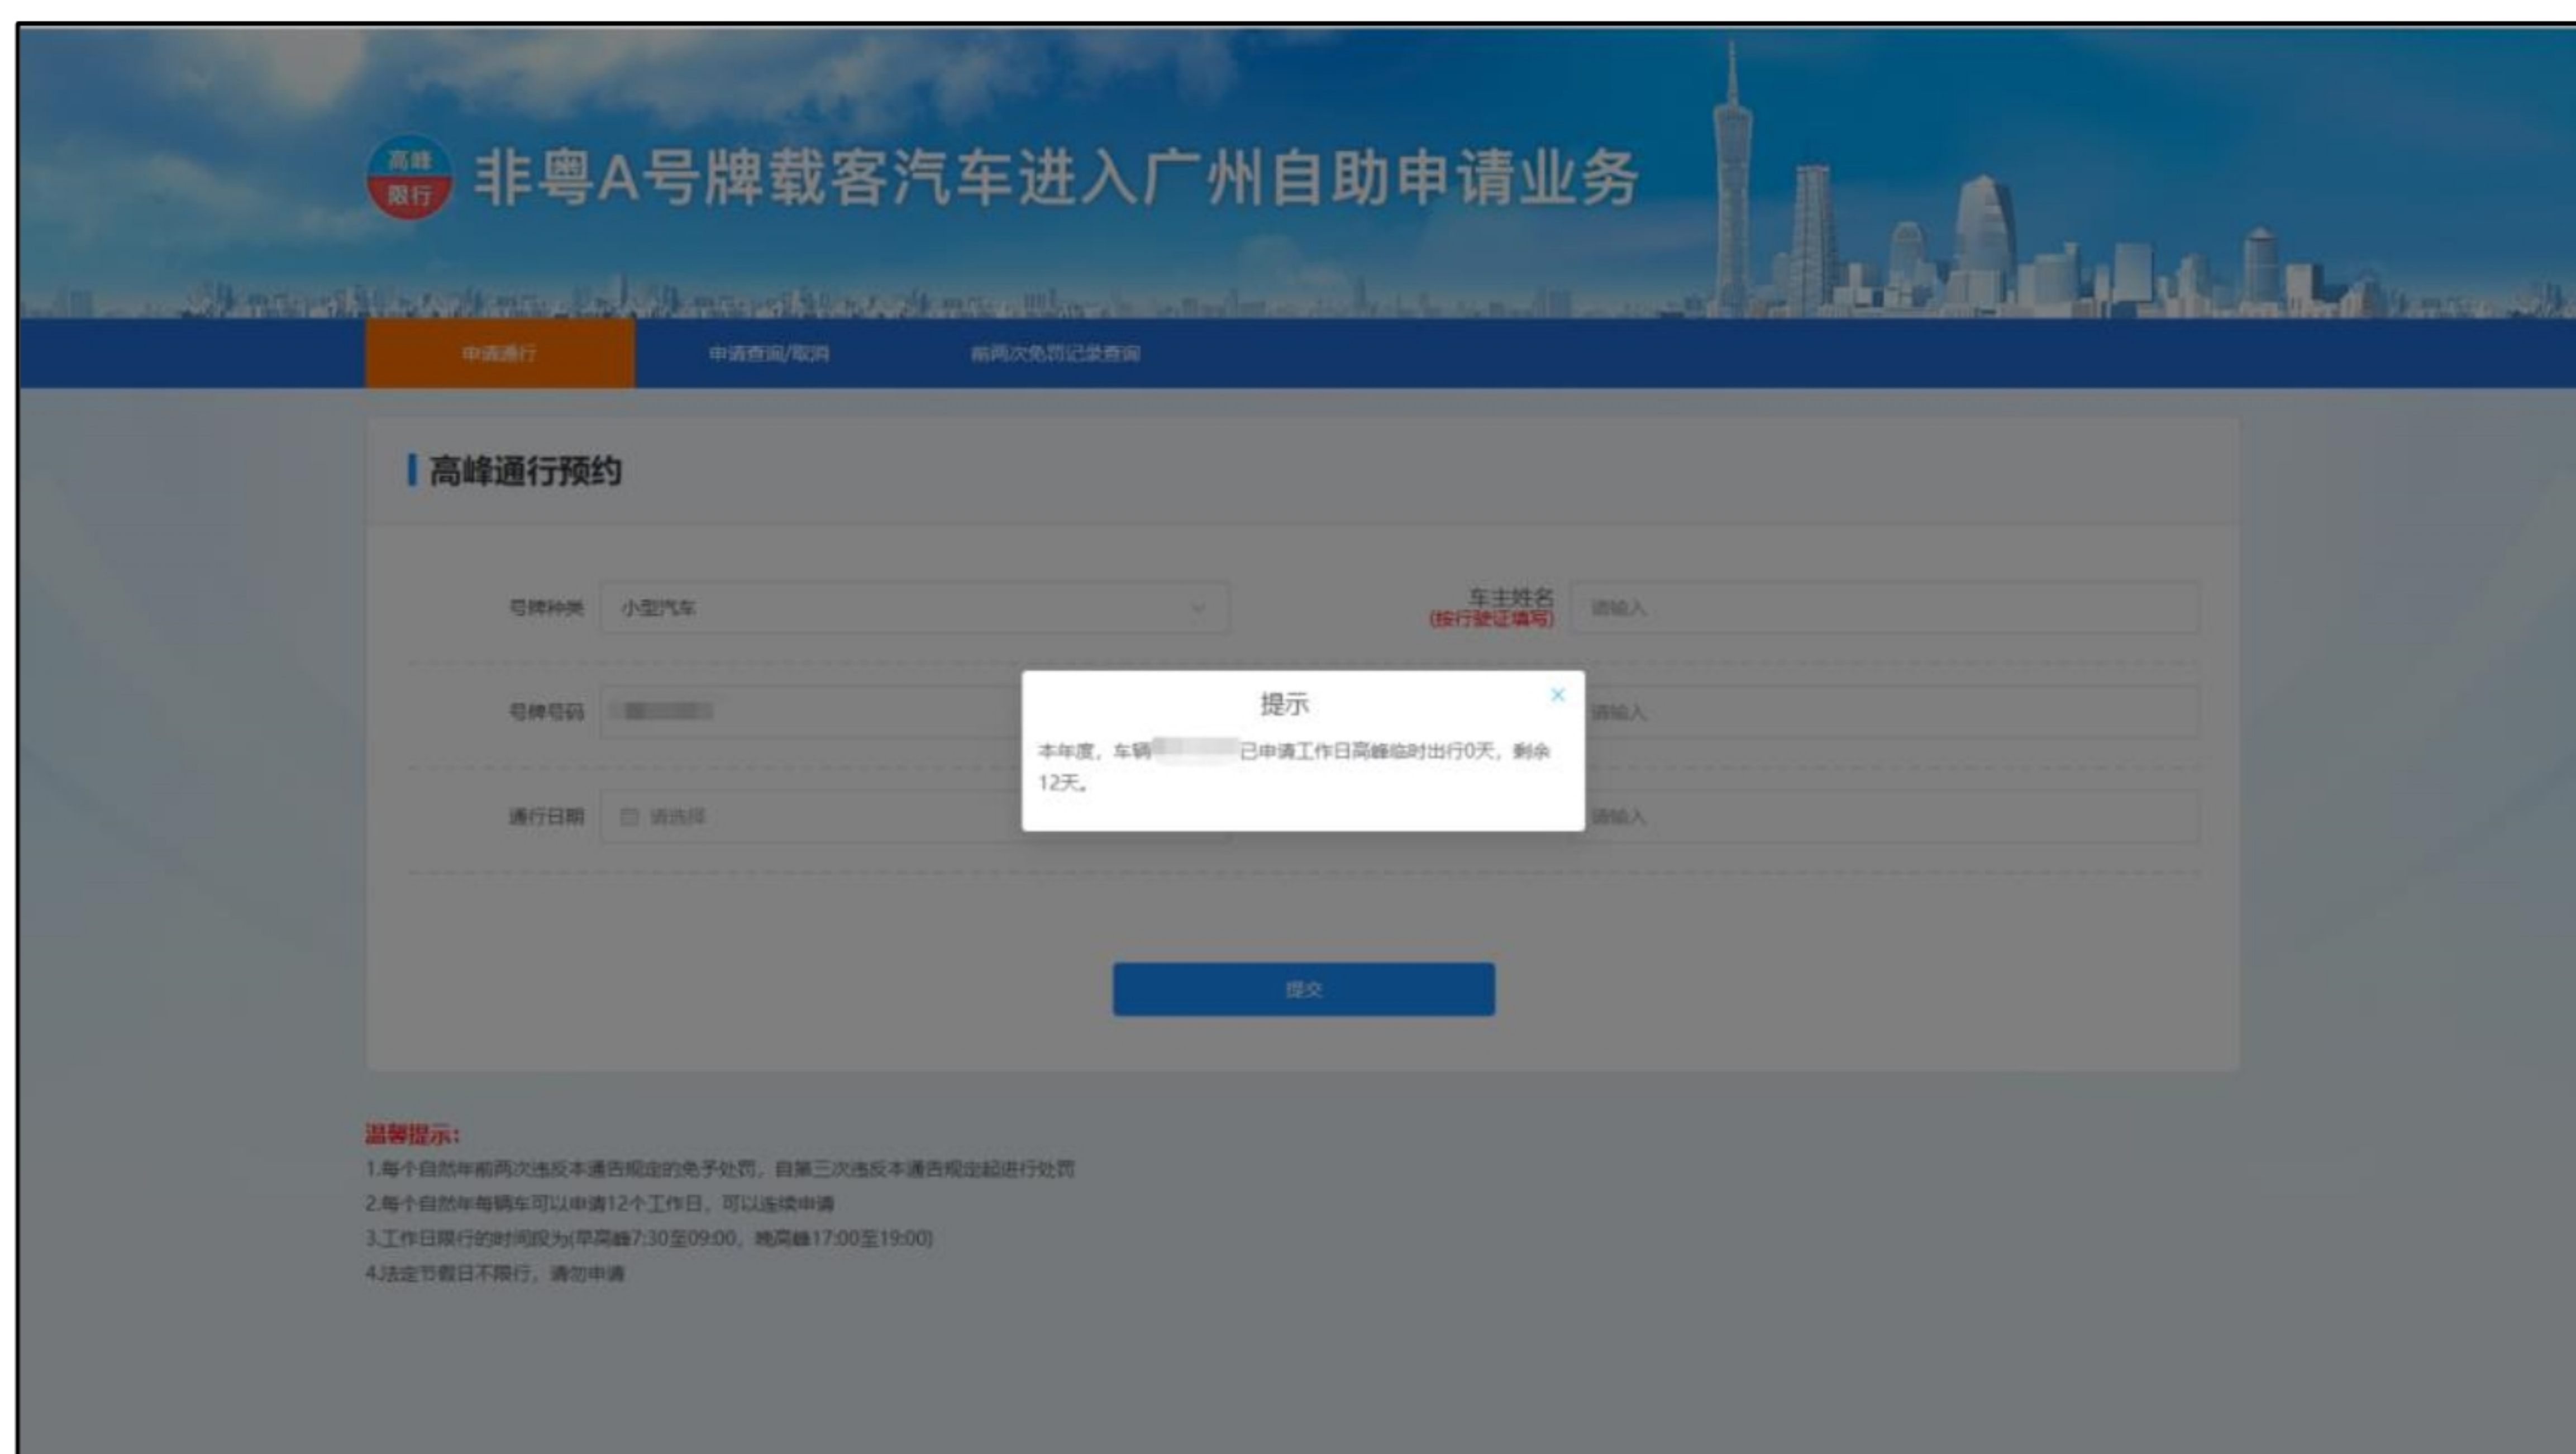 高峰
限行
非粤A号牌载客汽车进入广州自助申请业务
申请通行
申请查询/取消
前两次免罚记录查询
高峰通行预约
号牌种类
小型汽车
车主姓名
(按行驶证填写)
请输入
号牌号码
请输入
通行日期
请选择
请输入
提示
本年度，车辆 已申请工作日高峰临时出行0天，剩余
12天。
提交
温馨提示：
1.每个自然年前两次违反本通告规定的免予处罚，自第三次违反本通告规定起进行处罚
2.每个自然年每辆车可以申请12个工作日，可以连续申请
3.工作日限行的时间段为(早高峰7:30至09:00，晚高峰17:00至19:00)
4.法定节假日不限行，请勿申请